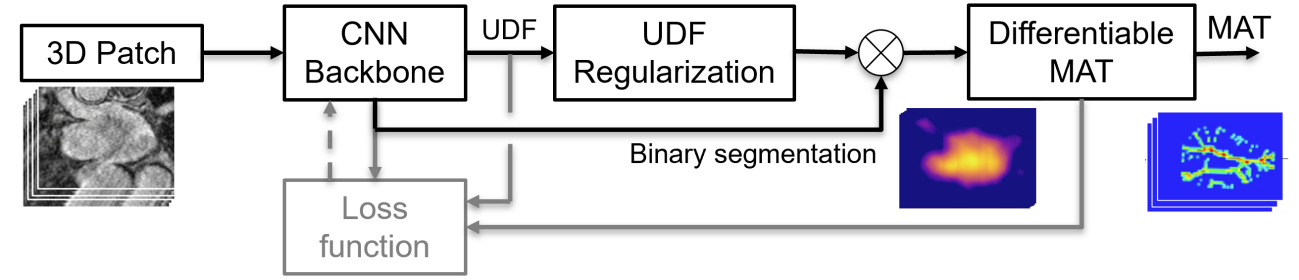 3D Patch
CNN
Backbone
UDF
UDF
Regularization
Differentiable
MAT
MAT
Binary segmentation
Loss
function